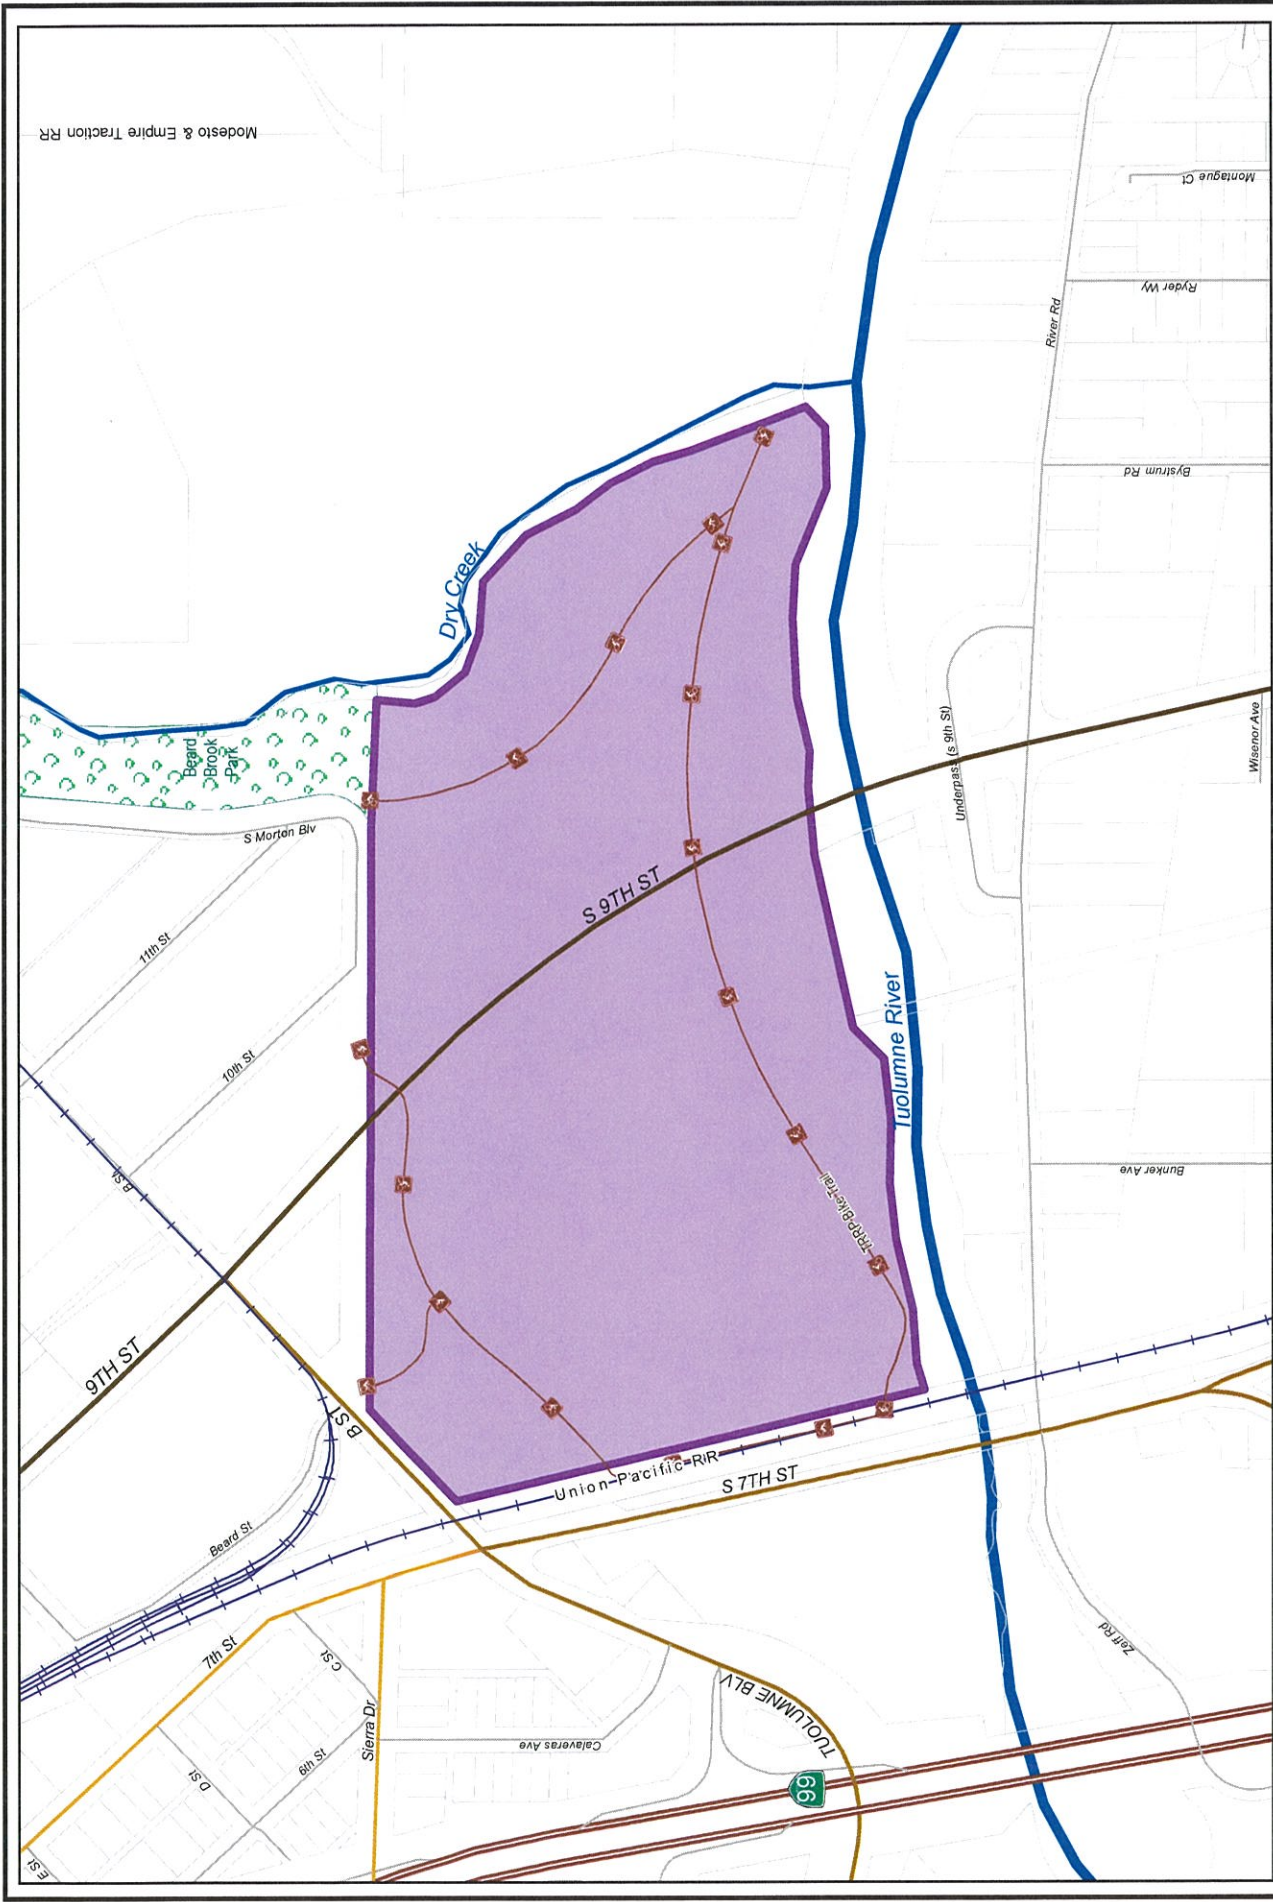 Modesto & Empire Traction RR
Montague Ct
Ryder Wy
River Rd
Bystrum Rd
Dry Creek
Beard
Brook
Park
S Morton Blv
Underpass (s 9th St)
Wisenor Ave
S 9TH ST
11th St
10th St
Tuolumne River
B St
Bunker Ave
TRRP-Bike-Trail
9TH ST
B ST
Union Pacific RR
S 7TH ST
Beard St
7th St
C St
Zeff Rd
Sierra Dr
TUOLUMNE BLV
Calaveras Ave
6th St
D St
99
E St